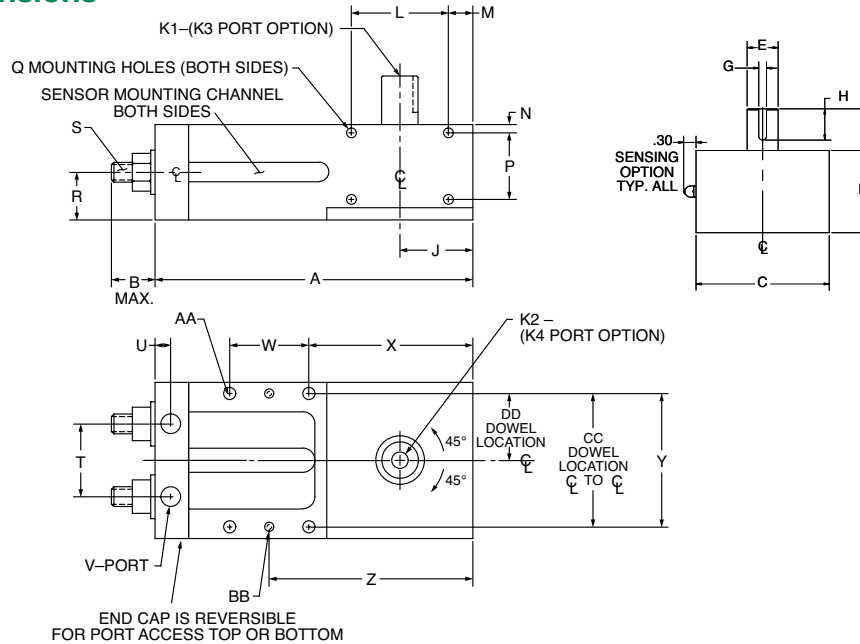 L
M
K1–(K3 PORT OPTION)
E
G
Q MOUNTING HOLES (BOTH SIDES)
SENSOR MOUNTING CHANNEL
BOTH SIDES
N
H
S
P
.30
SENSING
OPTION
TYP. ALL
℄
℄
R
J
B
MAX.
A
℄
C
AA
K2 –
(K4 PORT OPTION)
U
W
X
DD
DOWEL
LOCATION
℄
CC
DOWEL
LOCATION
℄ TO ℄
45°
45°
T
Y
V–PORT
BB
Z
END CAP IS REVERSIBLE
FOR PORT ACCESS TOP OR BOTTOM